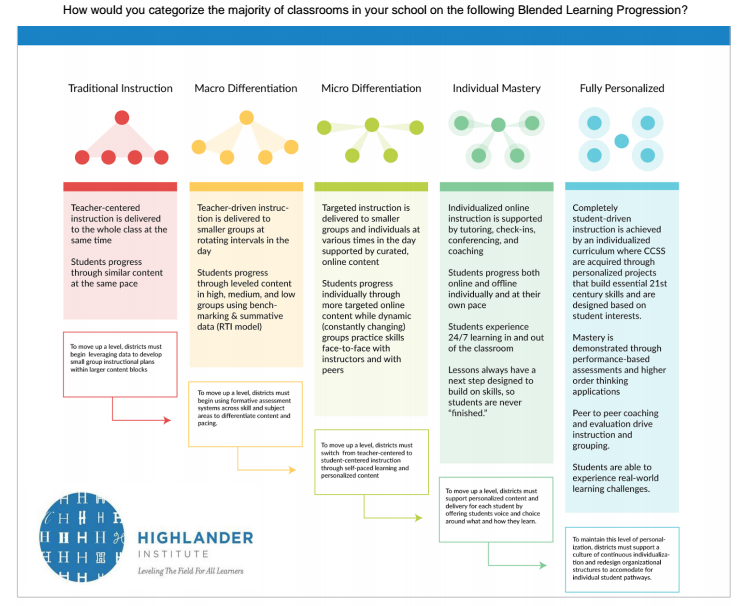 How would you categorize the majority of classrooms in your school on the following Blended Learning Progression?
Traditional Instruction
Teacher-centered
instruction is delivered
to the whole class at the
same time
Students progress
through similar content
at the same pace
To move up a level, districts must
begin leveraging data to develop
small group instructional plans
within larger content blocks
Macro Differentiation
Teacher-driven instruc-
tion is delivered to
smaller groups at
rotating intervals in the
day
Students progress
through leveled content
in high, medium, and low
groups using bench-
marking & summative
data (RTI model)
To move up a level, districts must
begin using formative assessment
systems across skill and subject
areas to differentiate content and
pacing.
Micro Differentiation
Targeted instruction is
delivered to smaller
groups and individuals at
various times in the day
supported by curated,
online content
Students progress
individually through
more targeted online
content while dynamic
(constantly changing)
groups practice skills
face-to-face with
instructors and with
peers
To move up a level, districts must
switch from teacher-centered to
student-centered instruction
through self-paced learning and
personalized content
Individual Mastery
Individualized online
instruction is supported
by tutoring, check-ins,
conferencing, and
coaching
Students progress both
online and offline
individually and at their
own pace
Students experience
24/7 learning in and out
of the classroom
Lessons always have a
next step designed to
build on skills, so
students are never
"finished."
To move up a level, districts must
support personalized content and
delivery for each student by
offering students voice and choice
around what and how they learn.
Fully Personalized
Completely
student-driven
instruction is achieved
by an individualized
curriculum where CCSS
are acquired through
personalized projects
that build essential 21st
century skills and are
designed based on
student interests.
Mastery is
demonstrated through
performance-based
assessments and higher
order thinking
applications
Peer to peer coaching
and evaluation drive
instruction and
grouping.
Students are able to
experience real-world
learning challenges.
To maintain this level of personal-
ization, districts must support a
culture of continuous individualiza-
tion and redesign organizational
structures to accomodate for
individual student pathways.
HIGHLANDER
INSTITUTE
Leveling The Field For All Learners